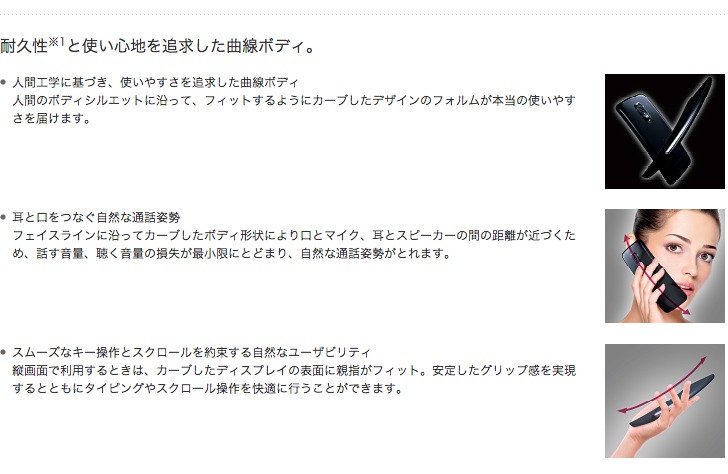 耐久性※1と使い心地を追求した曲線ボディ。
人間工学に基づき、使いやすさを追求した曲線ボディ
人間のボディシルエットに沿って、フィットするようにカーブしたデザインのフォルムが本当の使いやす
さを届けます。
耳と口をつなぐ自然な通話姿勢
フェイスラインに沿ってカーブしたボディ形状により口とマイク、耳とスピーカーの間の距離が近づくた
め、話す音量、聴く音量の損失が最小限にとどまり、自然な通話姿勢がとれます。
スムーズなキー操作とスクロールを約束する自然なユーザビリティ
縦画面で利用するときは、カーブしたディスプレイの表面に親指がフィット。安定したグリップ感を実現
するとともにタイピングやスクロール操作を快適に行うことができます。